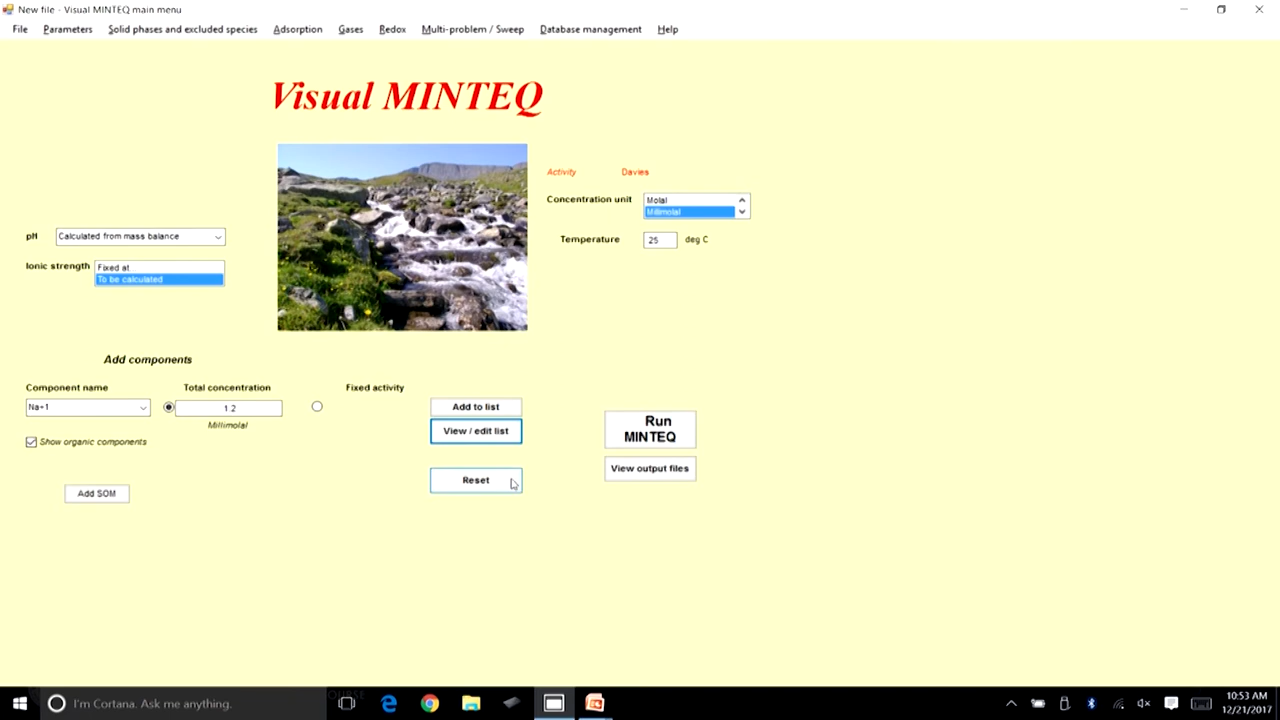 New file - Visual MINTEQ main menu
File Parameters Solid phases and excluded species Adsorption Gases Redox Multi-problem / Sweep Database management Help
Visual MINTEQ
Activity Davies
Concentration unit Molal
Millimolal
pH Calculated from mass balance
Temperature 25 deg C
Ionic strength Fixed at
To be calculated
Add components
Component name Total concentration Fixed activity
Na+1 1.2 Add to list
Millimolal
View / edit list
Run
MINTEQ
Show organic components
Reset
View output files
Add SOM
I'm Cortana. Ask me anything.
10:53 AM
12/21/2017